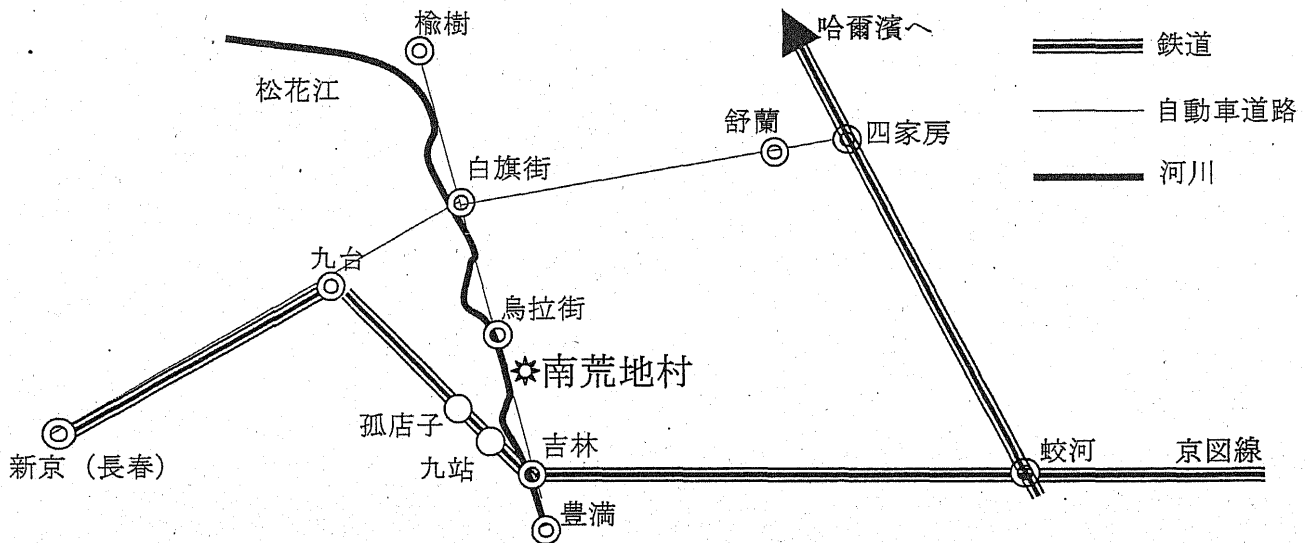 楡樹
哈爾濱へ
鉄道
松花江
自動車道路
舒蘭
四家房
白旗街
河川
九台
烏拉街
南荒地村
孤店子
吉林
蛟河
京図線
新京（長春）
九站
豊満